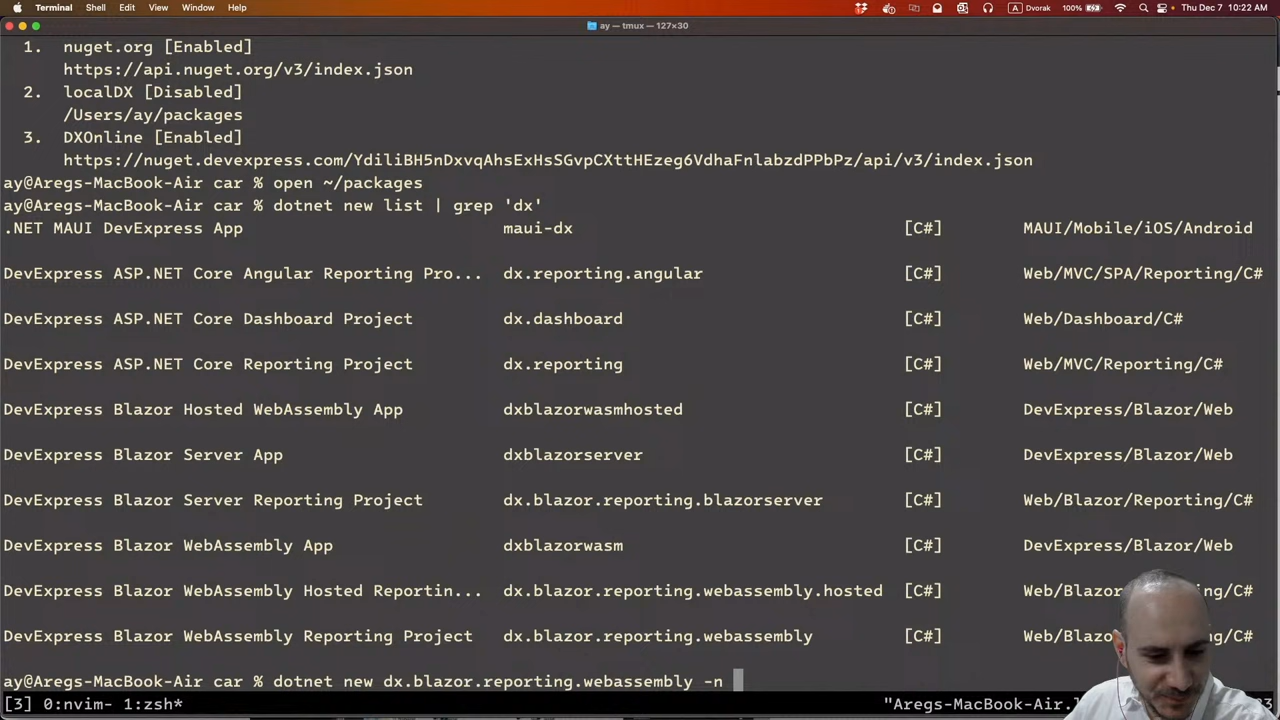 Terminal Shell Edit View Window Help Dvorak 100% Thu Dec 7 10:22 AM
ay — tmux — 127×30
1. nuget.org [Enabled]
https://api.nuget.org/v3/index.json
2. localDX [Disabled]
/Users/ay/packages
3. DXOnline [Enabled]
https://nuget.devexpress.com/YdiliBH5nDxvqAhsExHsSGvpCXttHEzeg6VdhaFnlabzdPPbPz/api/v3/index.json
ay@Aregs-MacBook-Air car % open ~/packages
ay@Aregs-MacBook-Air car % dotnet new list | grep 'dx'
.NET MAUI DevExpress App maui-dx [C#] MAUI/Mobile/iOS/Android
DevExpress ASP.NET Core Angular Reporting Pro... dx.reporting.angular [C#] Web/MVC/SPA/Reporting/C#
DevExpress ASP.NET Core Dashboard Project dx.dashboard [C#] Web/Dashboard/C#
DevExpress ASP.NET Core Reporting Project dx.reporting [C#] Web/MVC/Reporting/C#
DevExpress Blazor Hosted WebAssembly App dxblazorwasmhosted [C#] DevExpress/Blazor/Web
DevExpress Blazor Server App dxblazorserver [C#] DevExpress/Blazor/Web
DevExpress Blazor Server Reporting Project dx.blazor.reporting.blazorserver [C#] Web/Blazor/Reporting/C#
DevExpress Blazor WebAssembly App dxblazorwasm [C#] DevExpress/Blazor/Web
DevExpress Blazor WebAssembly Hosted Reportin... dx.blazor.reporting.webassembly.hosted [C#]
DevExpress Blazor WebAssembly Reporting Project dx.blazor.reporting.webassembly [C#]
ay@Aregs-MacBook-Air car % dotnet new dx.blazor.reporting.webassembly -n
[3] 0:nvim- 1:zsh* "Aregs-MacBook-Air.